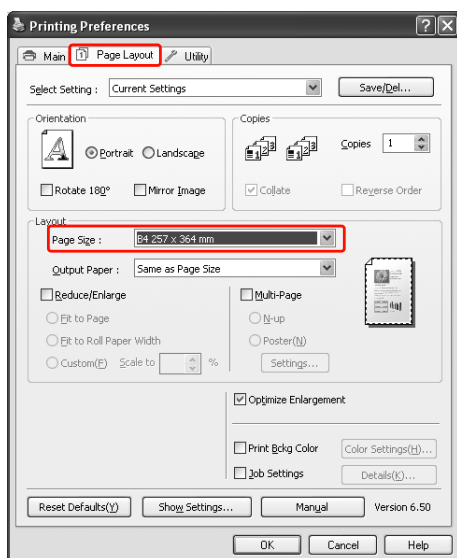 Printing Preferences
Main Page Layout Utility
Select Setting : Current Settings Save/Del...
Orientation Copies
Portrait Landscape Copies 1
Rotate 180° Mirror Image Collate Reverse Order
Layout
Page Size : B4 257 x 364 mm
Output Paper : Same as Page Size
Reduce/Enlarge Multi-Page
Fit to Page N-up
Fit to Roll Paper Width Poster(N)
Custom(F) Scale to % Settings...
Optimize Enlargement
Print Bckg Color Color Settings(H)...
Job Settings Details(K)...
Reset Defaults(Y) Show Settings... Manual Version 6.50
OK Cancel Help